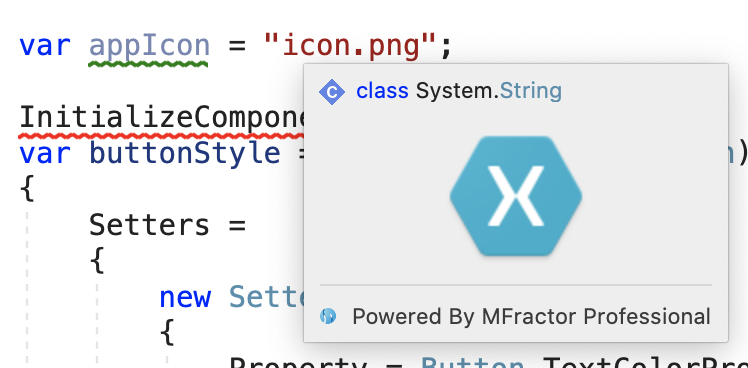 var appIcon = "icon.png";
class System.String
InitializeCompone
var buttonStyle = )
{
Setters =
{
new Sette
{
Powered By MFractor Professional
Property = Button.TextColorPro